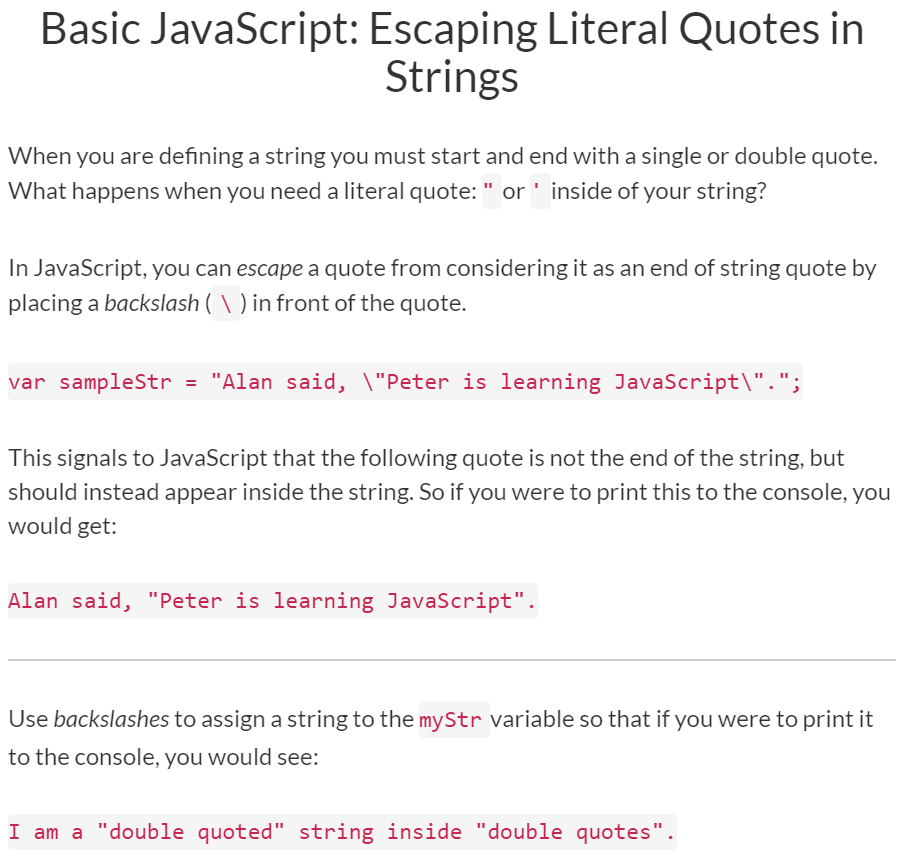 Basic JavaScript: Escaping Literal Quotes in
Strings
When you are defining a string you must start and end with a single or double quote.
What happens when you need a literal quote: " or ' inside of your string?
In JavaScript, you can escape a quote from considering it as an end of string quote by
placing a backslash ( \ ) in front of the quote.
var sampleStr = "Alan said, \"Peter is learning JavaScript\".";
This signals to JavaScript that the following quote is not the end of the string, but
should instead appear inside the string. So if you were to print this to the console, you
would get:
Alan said, "Peter is learning JavaScript".
Use backslashes to assign a string to the myStr variable so that if you were to print it
to the console, you would see:
I am a "double quoted" string inside "double quotes".